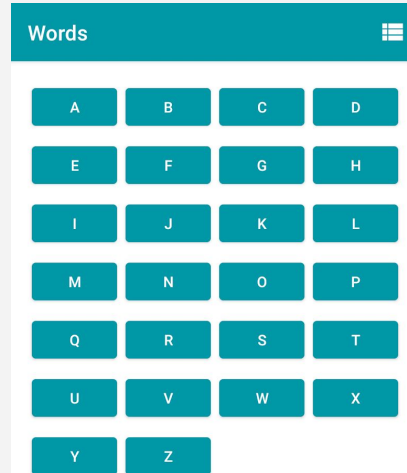 Words
A B C D
E F G H
I J K L
M N O P
Q R S T
U V W X
Y Z